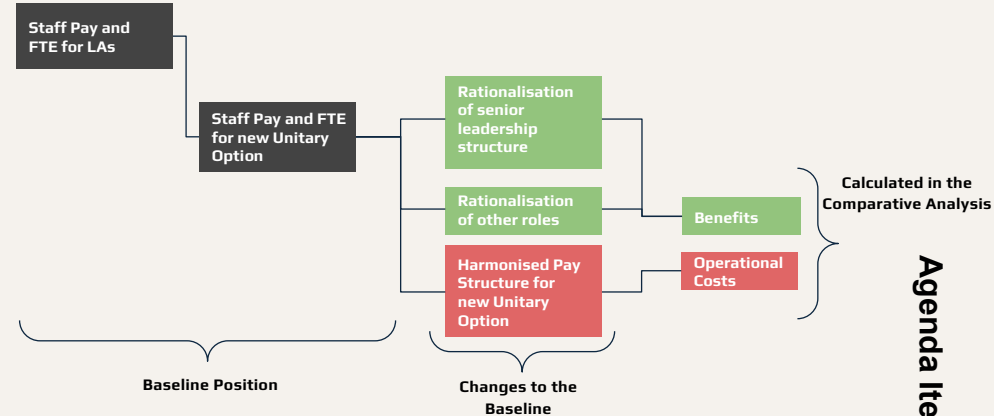 Staff Pay and
FTE for LAs
Staff Pay and FTE
for new Unitary
Option
Rationalisation
of senior
leadership
structure
Rationalisation
of other roles
Harmonised Pay
Structure for
new Unitary
Option
Benefits
Operational
Costs
Calculated in the
Comparative Analysis
Baseline Position
Changes to the
Baseline
Agenda Ite